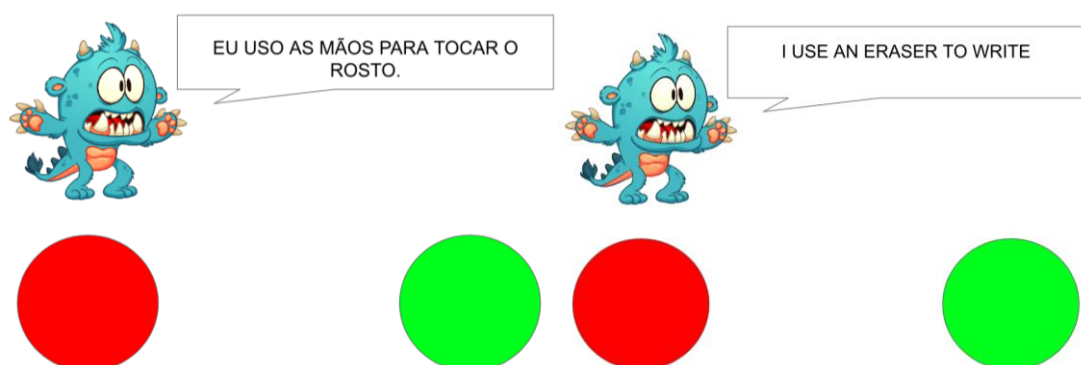 EU USO AS MÃOS PARA TOCAR O
ROSTO.
I USE AN ERASER TO WRITE